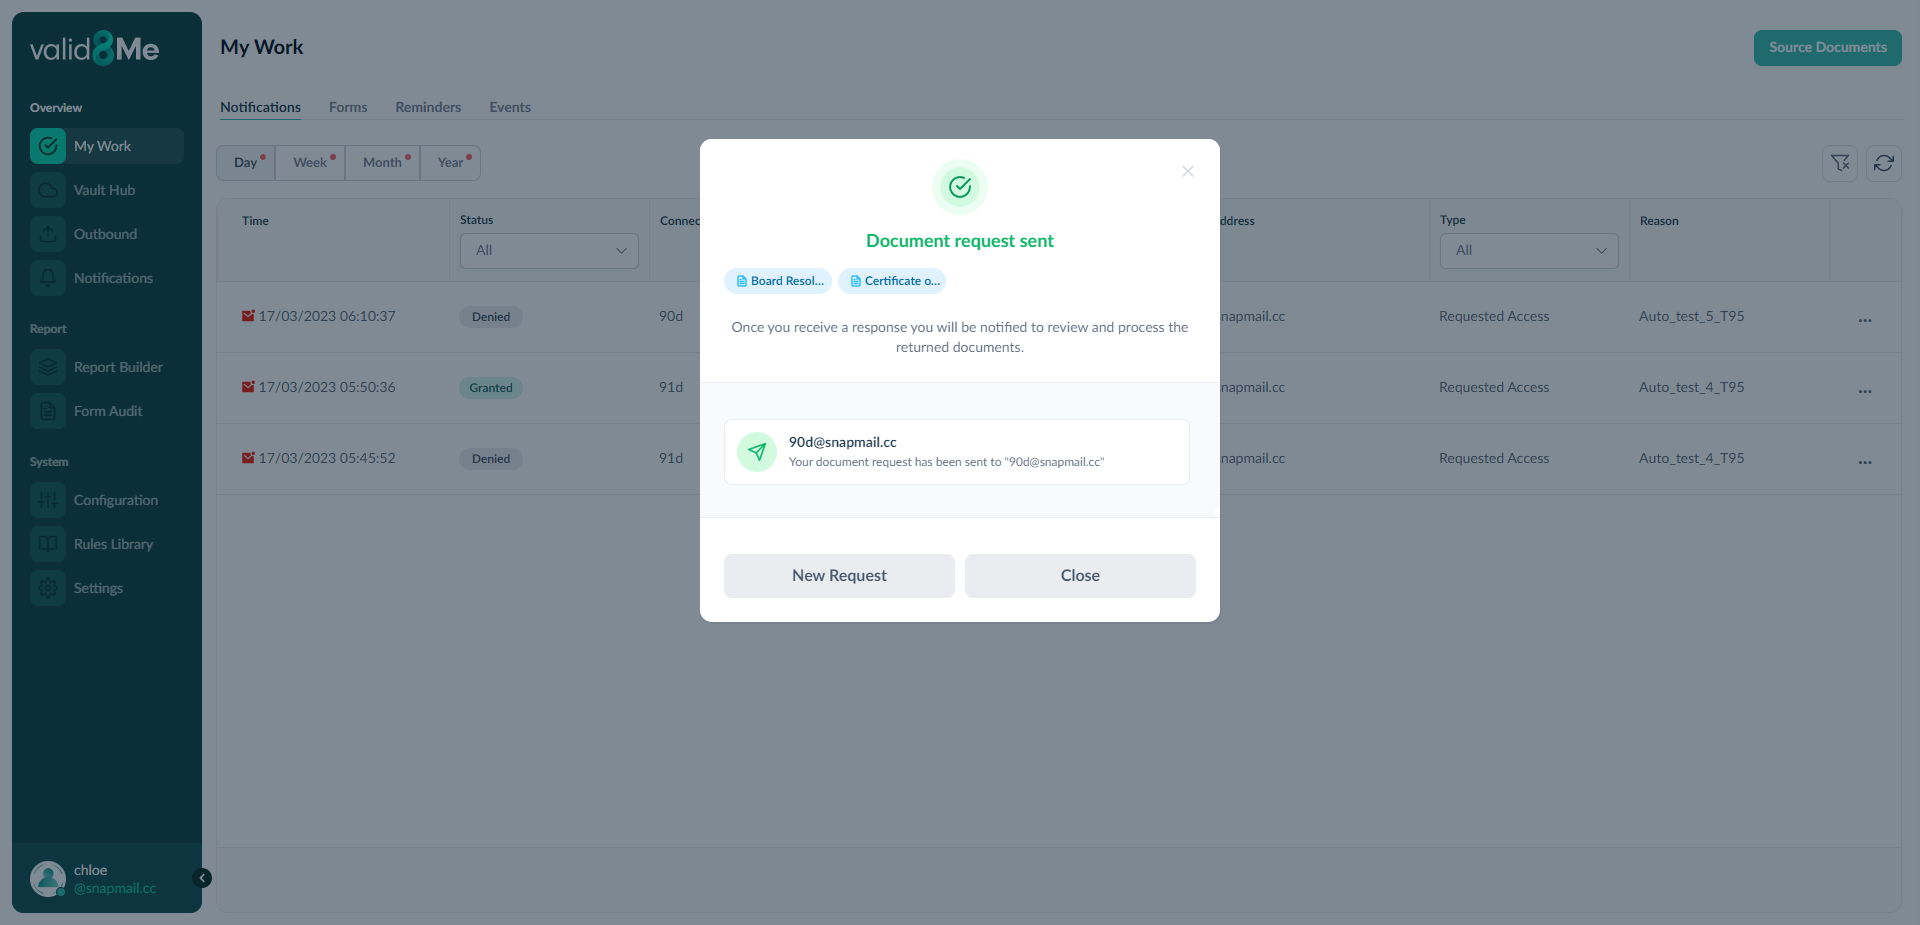 valid8Me
Overview
My Work
Vault Hub
Outbound
Notifications
Report
Report Builder
Form Audit
System
Configuration
Rules Library
Settings
chloe
@snapmail.cc
My Work
Source Documents
Notifications Forms Reminders Events
Day Week Month Year
Time Status Connec ddress Type Reason
All All
17/03/2023 06:10:37 Denied 90d snapmail.cc Requested Access Auto_test_5_T95 ...
17/03/2023 05:50:36 Granted 91d snapmail.cc Requested Access Auto_test_4_T95 ...
17/03/2023 05:45:52 Denied 91d snapmail.cc Requested Access Auto_test_4_T95 ...
Document request sent
Board Resol... Certificate o...
Once you receive a response you will be notified to review and process the
returned documents.
90d@snapmail.cc
Your document request has been sent to "90d@snapmail.cc"
New Request Close